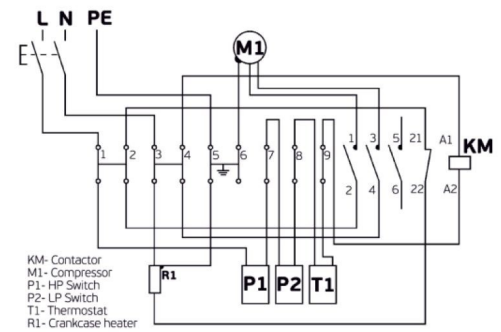 L N PE
M1
1 2 3 4 5 6 7 8 9
1 3 5 21 A1
KM
2 4 6 22 A2
R1
P1 P2 T1
KM- Contactor
M1- Compressor
P1- HP Switch
P2- LP Switch
T1- Thermostat
R1- Crankcase heater